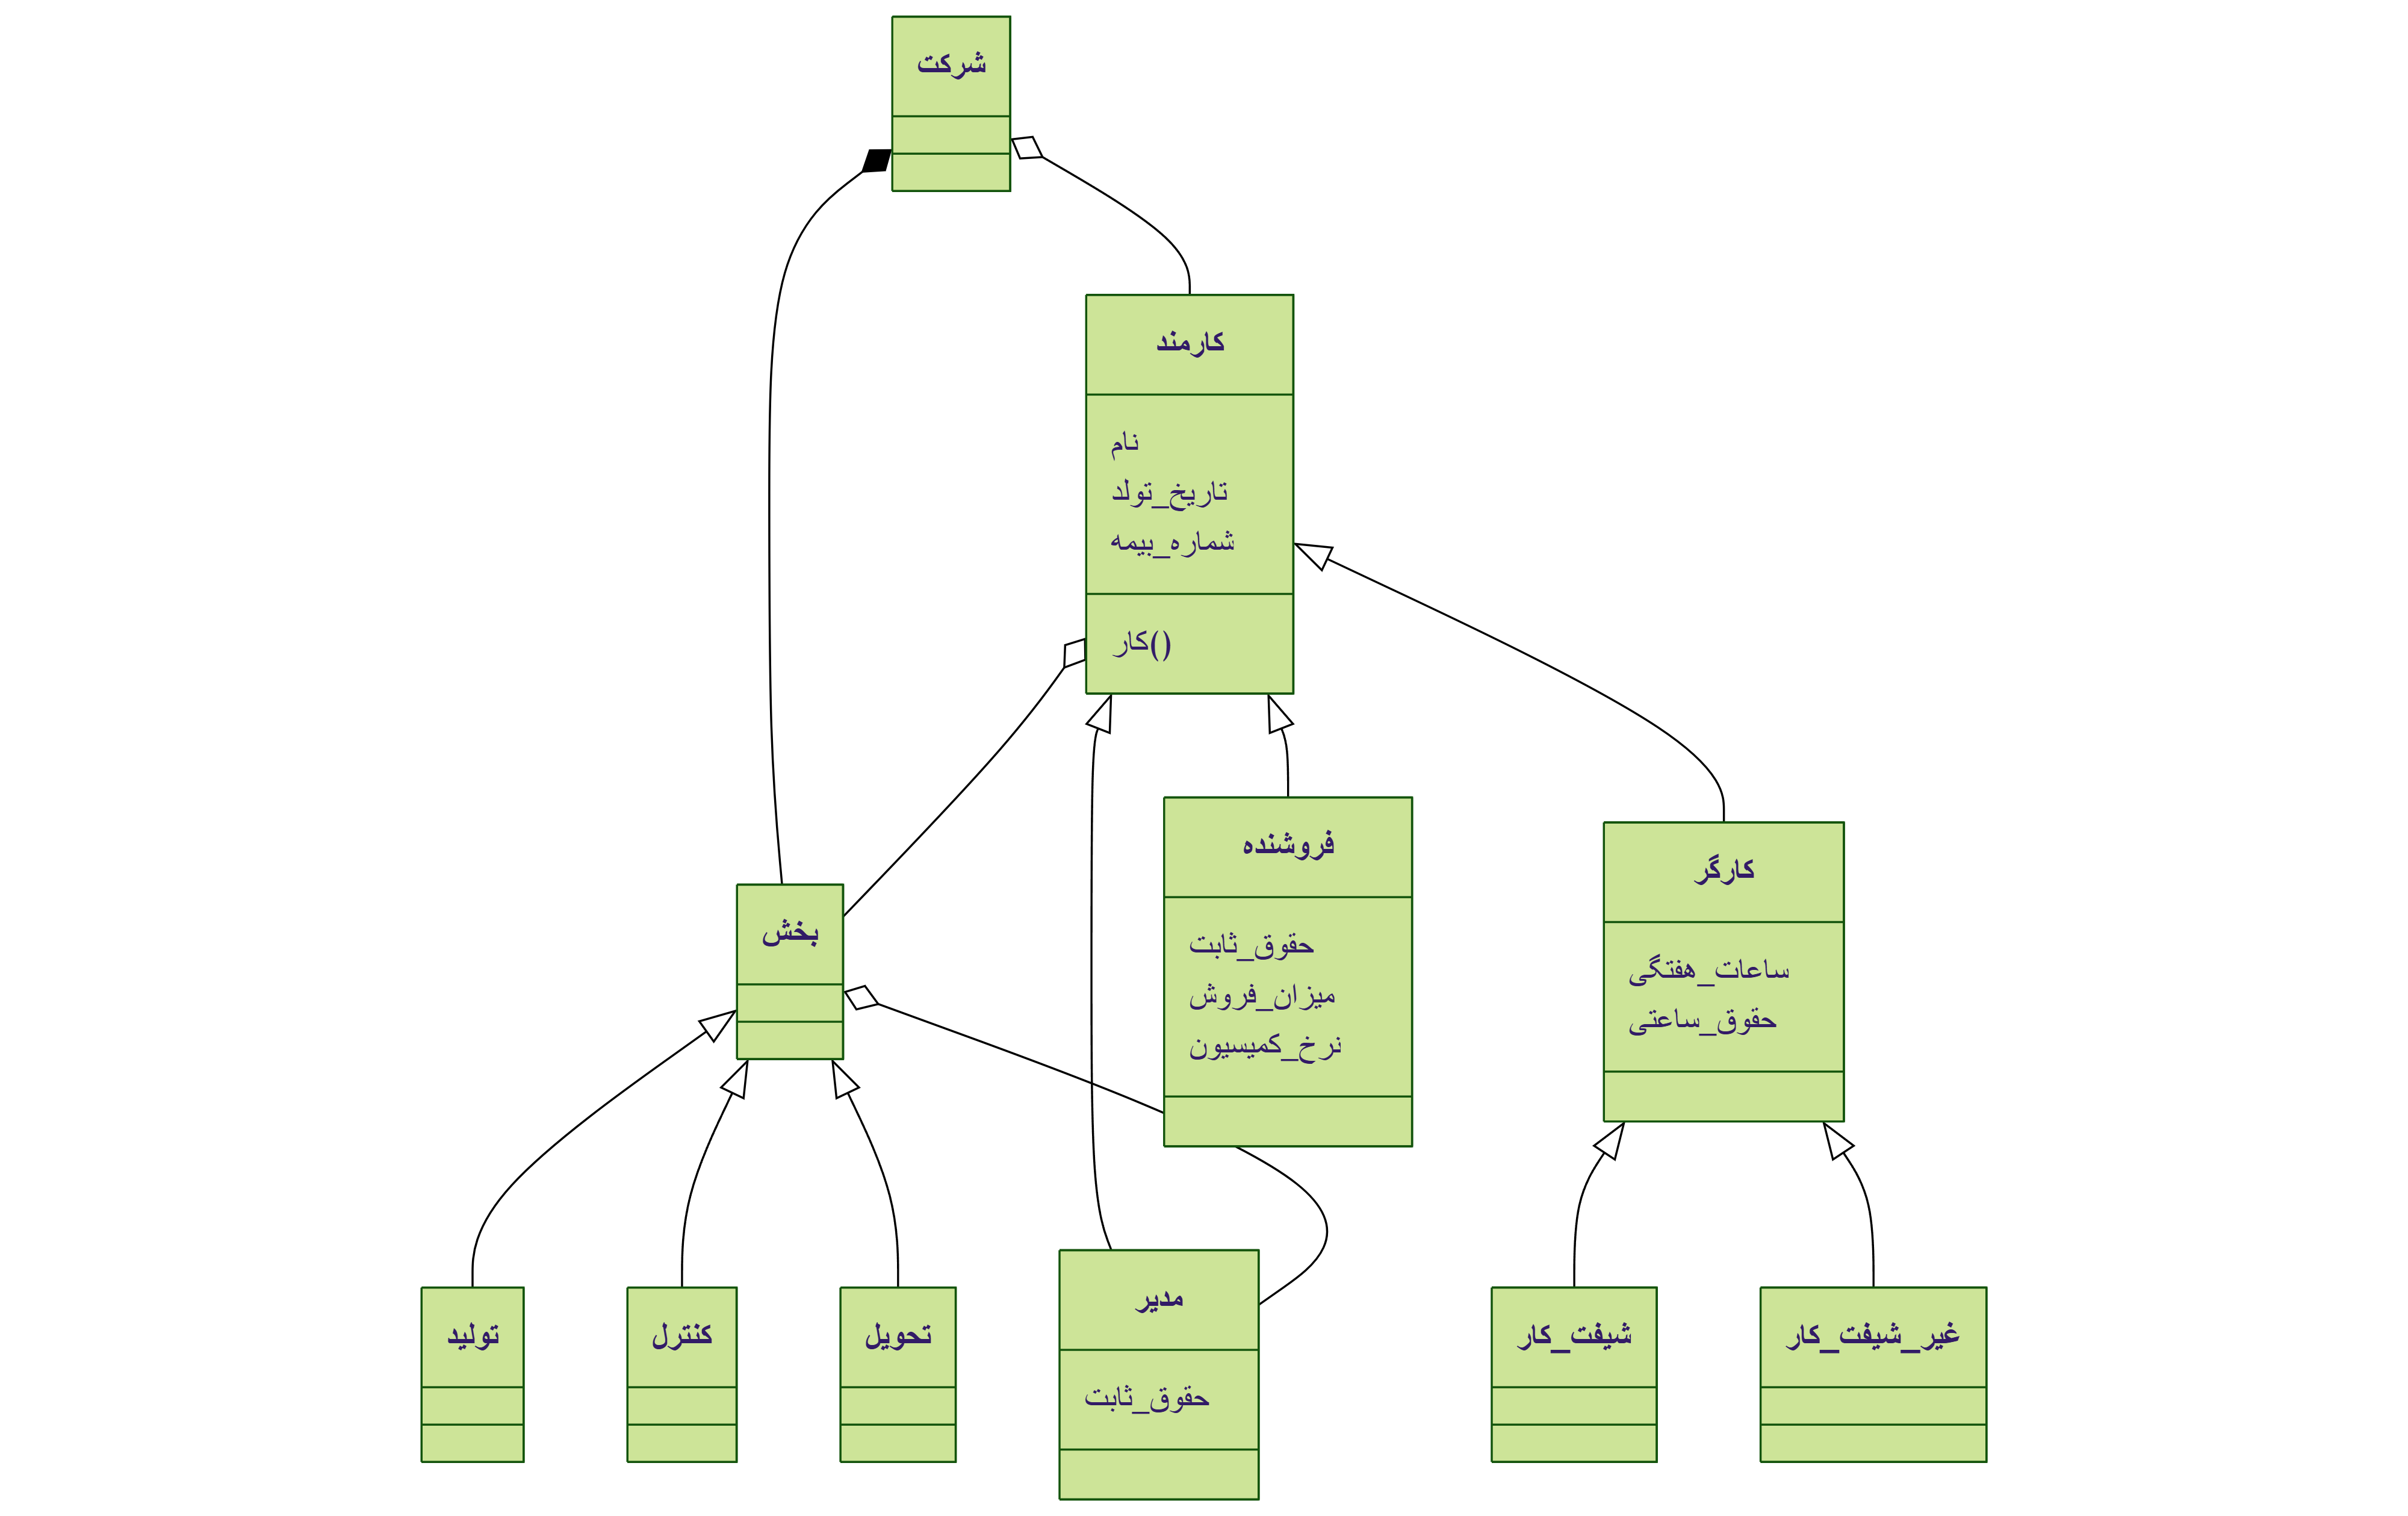 شرکت
کارمند
نام
تاریخ_تولد
شماره_بیمه
کار()
فروشنده
حقوق_ثابت
میزان_فروش
نرخ_کمیسیون
کارگر
ساعات_هفتگی
حقوق_ساعتی
بخش
تولید
کنترل
تحویل
مدیر
حقوق_ثابت
شیفت_کار
غیر_شیفت_کار